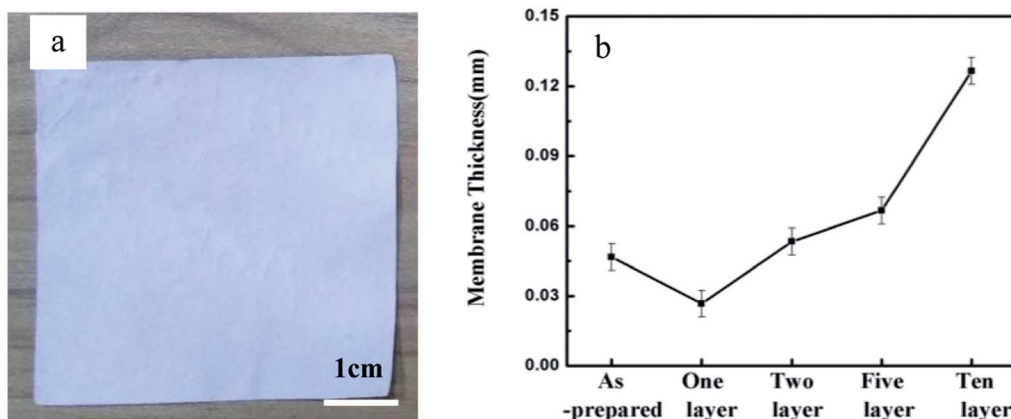 a
1cm
b
Membrane Thickness(mm)
0.15
0.12
0.09
0.06
0.03
0.00
As
-prepared
One
layer
Two
layer
Five
layer
Ten
layer